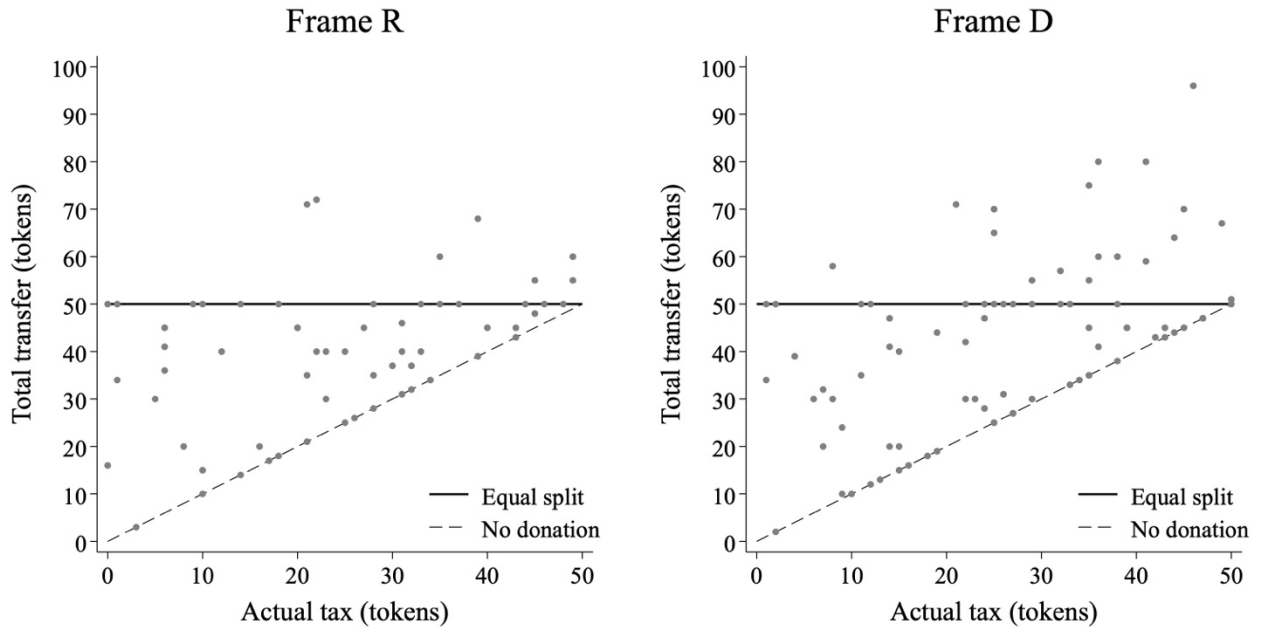 Frame R
Total transfer (tokens)
100
90
80
70
60
50
40
30
20
10
0
Equal split
No donation
0 10 20 30 40 50
Actual tax (tokens)
Frame D
Total transfer (tokens)
100
90
80
70
60
50
40
30
20
10
0
Equal split
No donation
0 10 20 30 40 50
Actual tax (tokens)